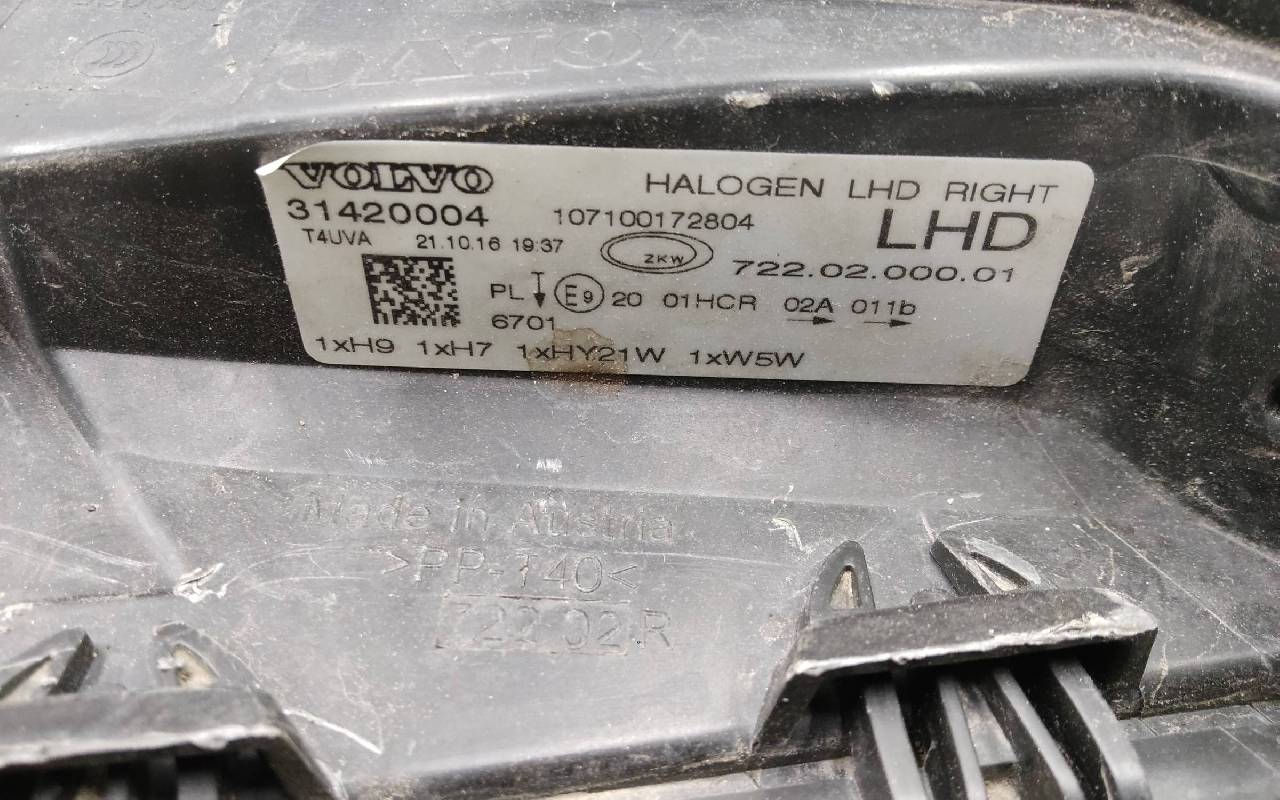 VOLVO
VOLVO HALOGEN LHD RIGHT
31420004 107100172804 LHD
T4UVA 21.10.16 19:37 ZKW 722.02.000.01
PL E9 20 01HCR 02A 011b
6701
1xH9 1xH7 1xHY21W 1xW5W
Made in Austria
>PP-T40<
722.02 R